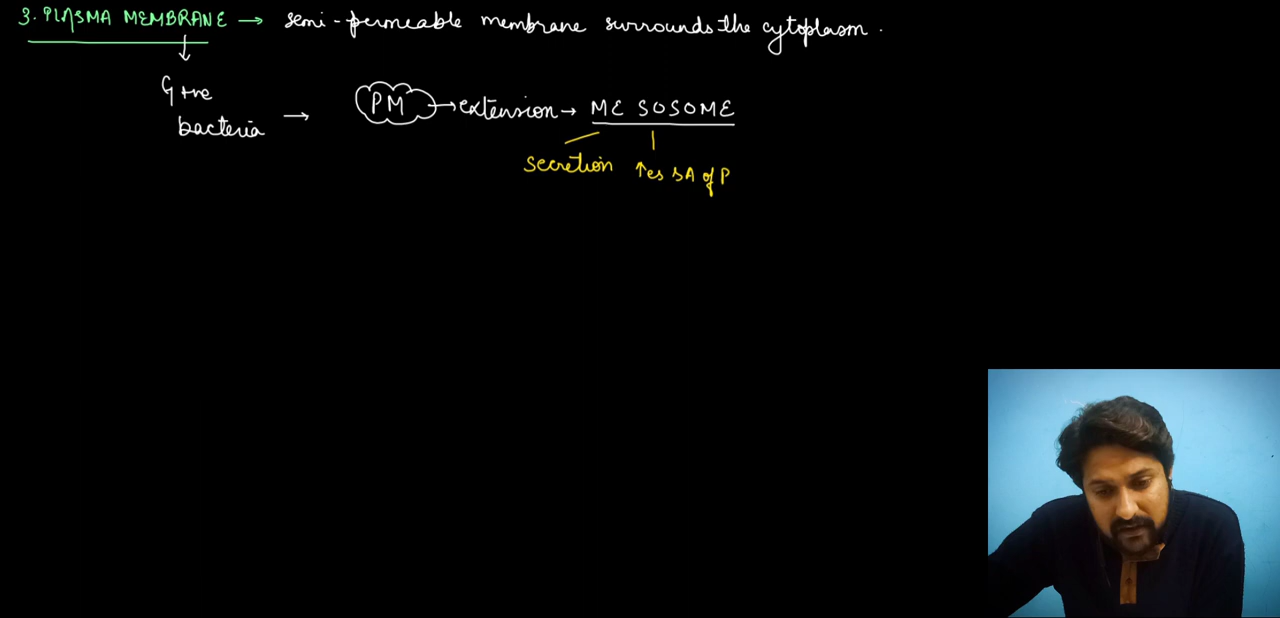 3. PLASMA MEMBRANE → semi-permeable membrane surrounds the cytoplasm.
G +ve
bacteria → PM → extension → MESOSOME
secretion ↑es SA of P